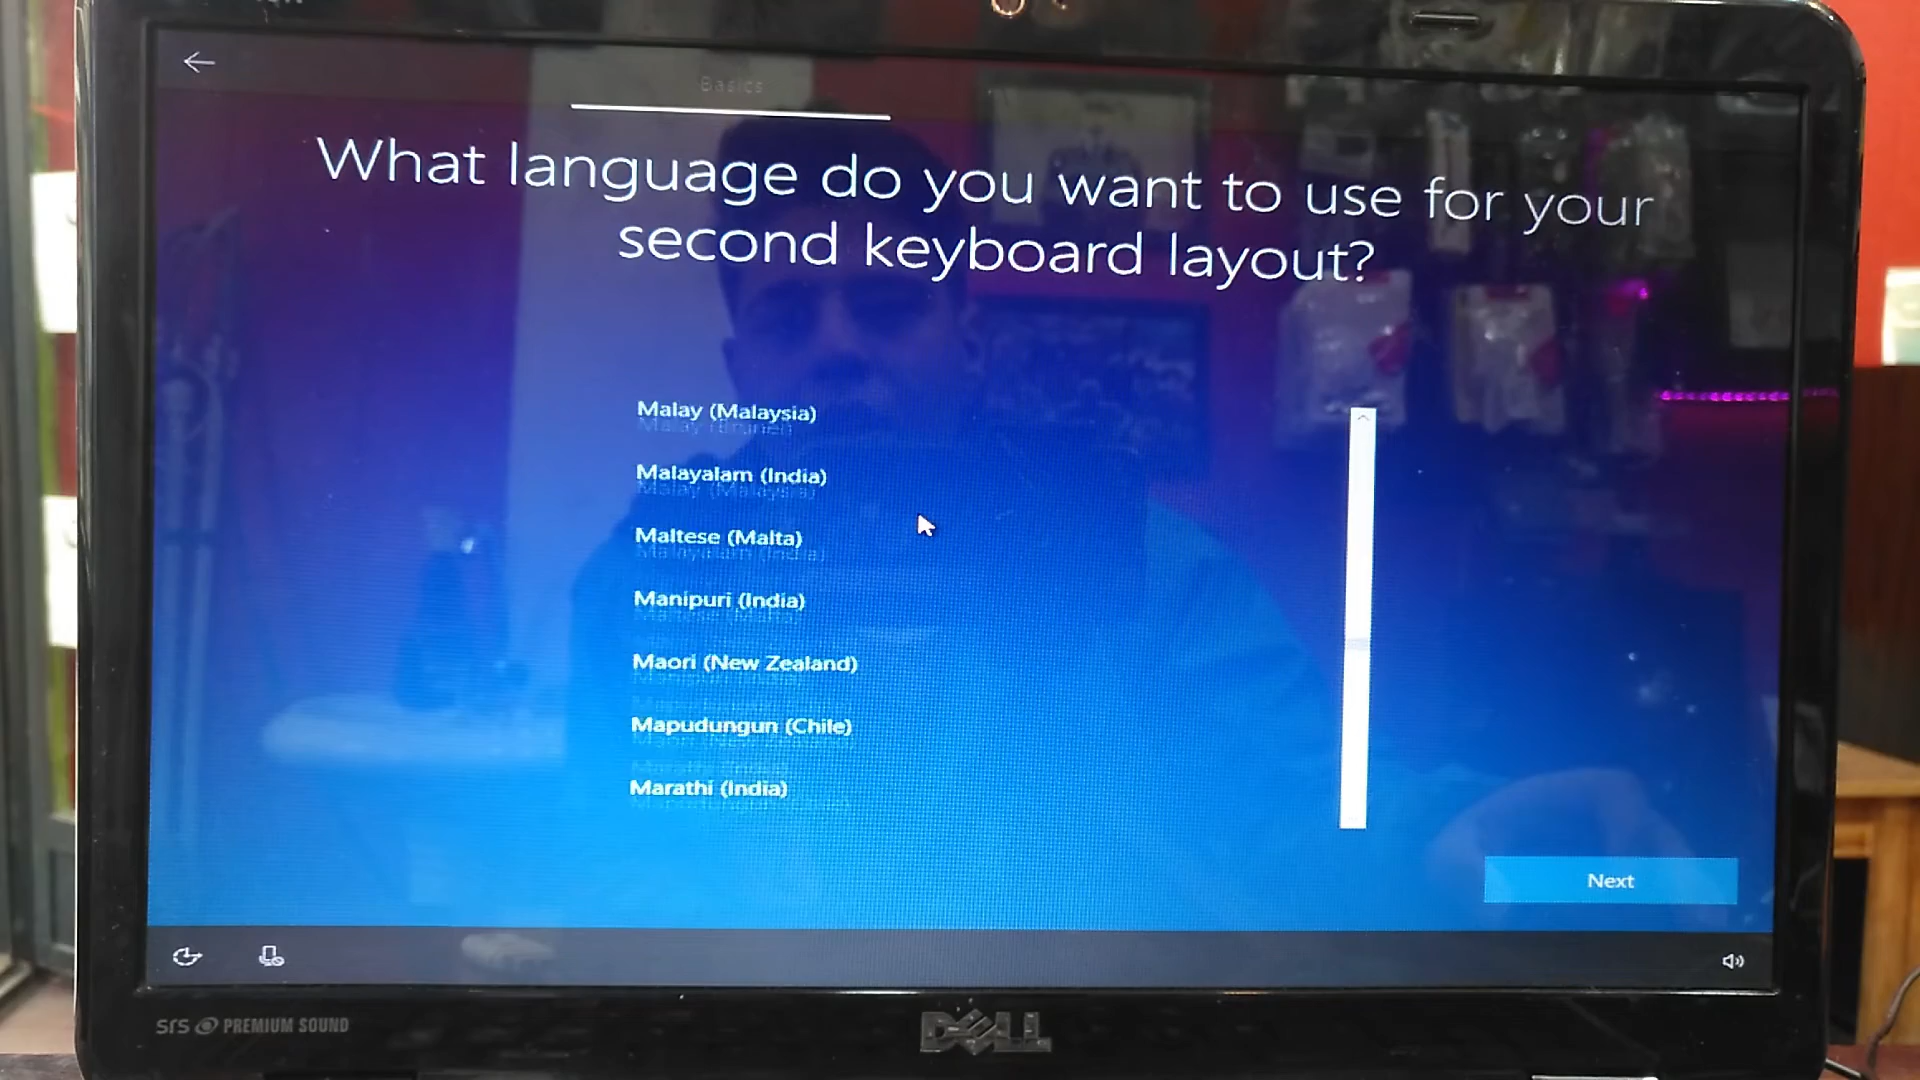 Basics
What language do you want to use for your
second keyboard layout?
Malay (Malaysia)
Malayalam (India)
Maltese (Malta)
Manipuri (India)
Maori (New Zealand)
Mapudungun (Chile)
Marathi (India)
Next
SRS PREMIUM SOUND
DELL